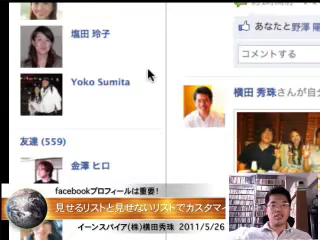 塩田 玲子
Yoko Sumita
友達 (559)
金澤 ヒロ
あなたと野澤 隆
コメントする
横田 秀珠さんが自分
facebookプロフィールは重要！
見せるリストと見せないリストでカスタマイ
イーンスパイア(株)横田秀珠 2011/5/26